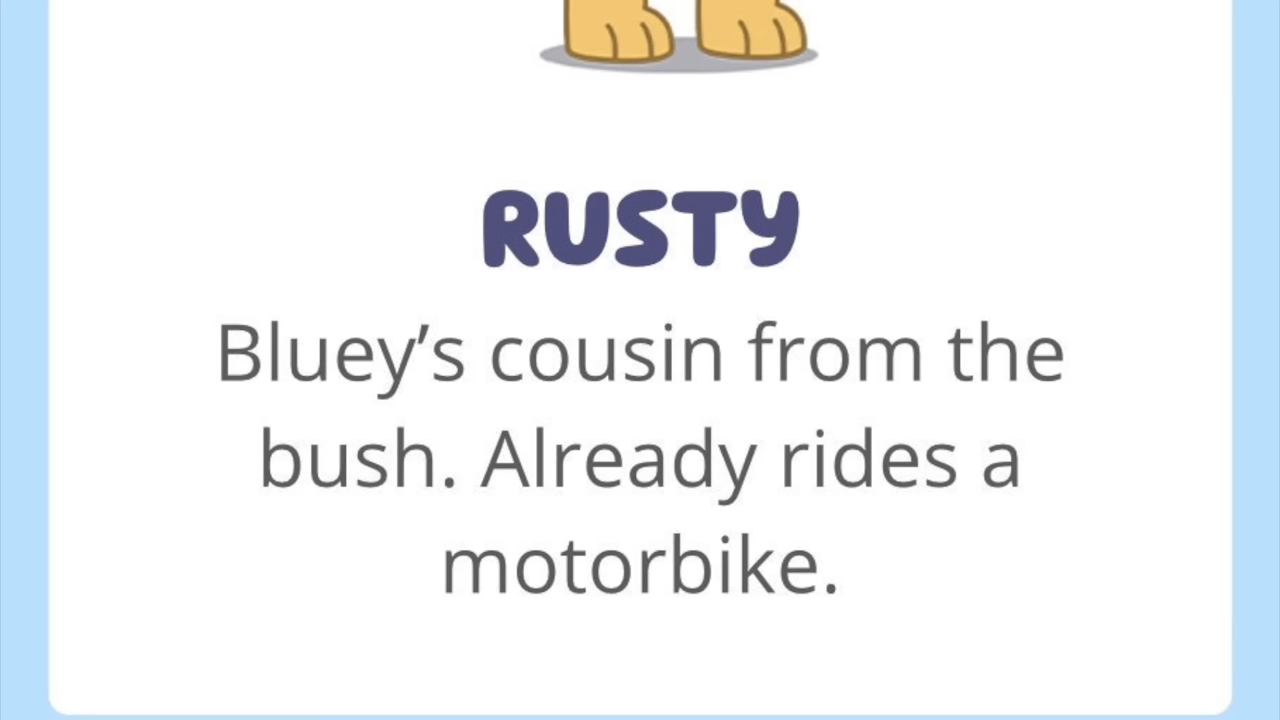 RUSTY
Bluey’s cousin from the
bush. Already rides a
motorbike.